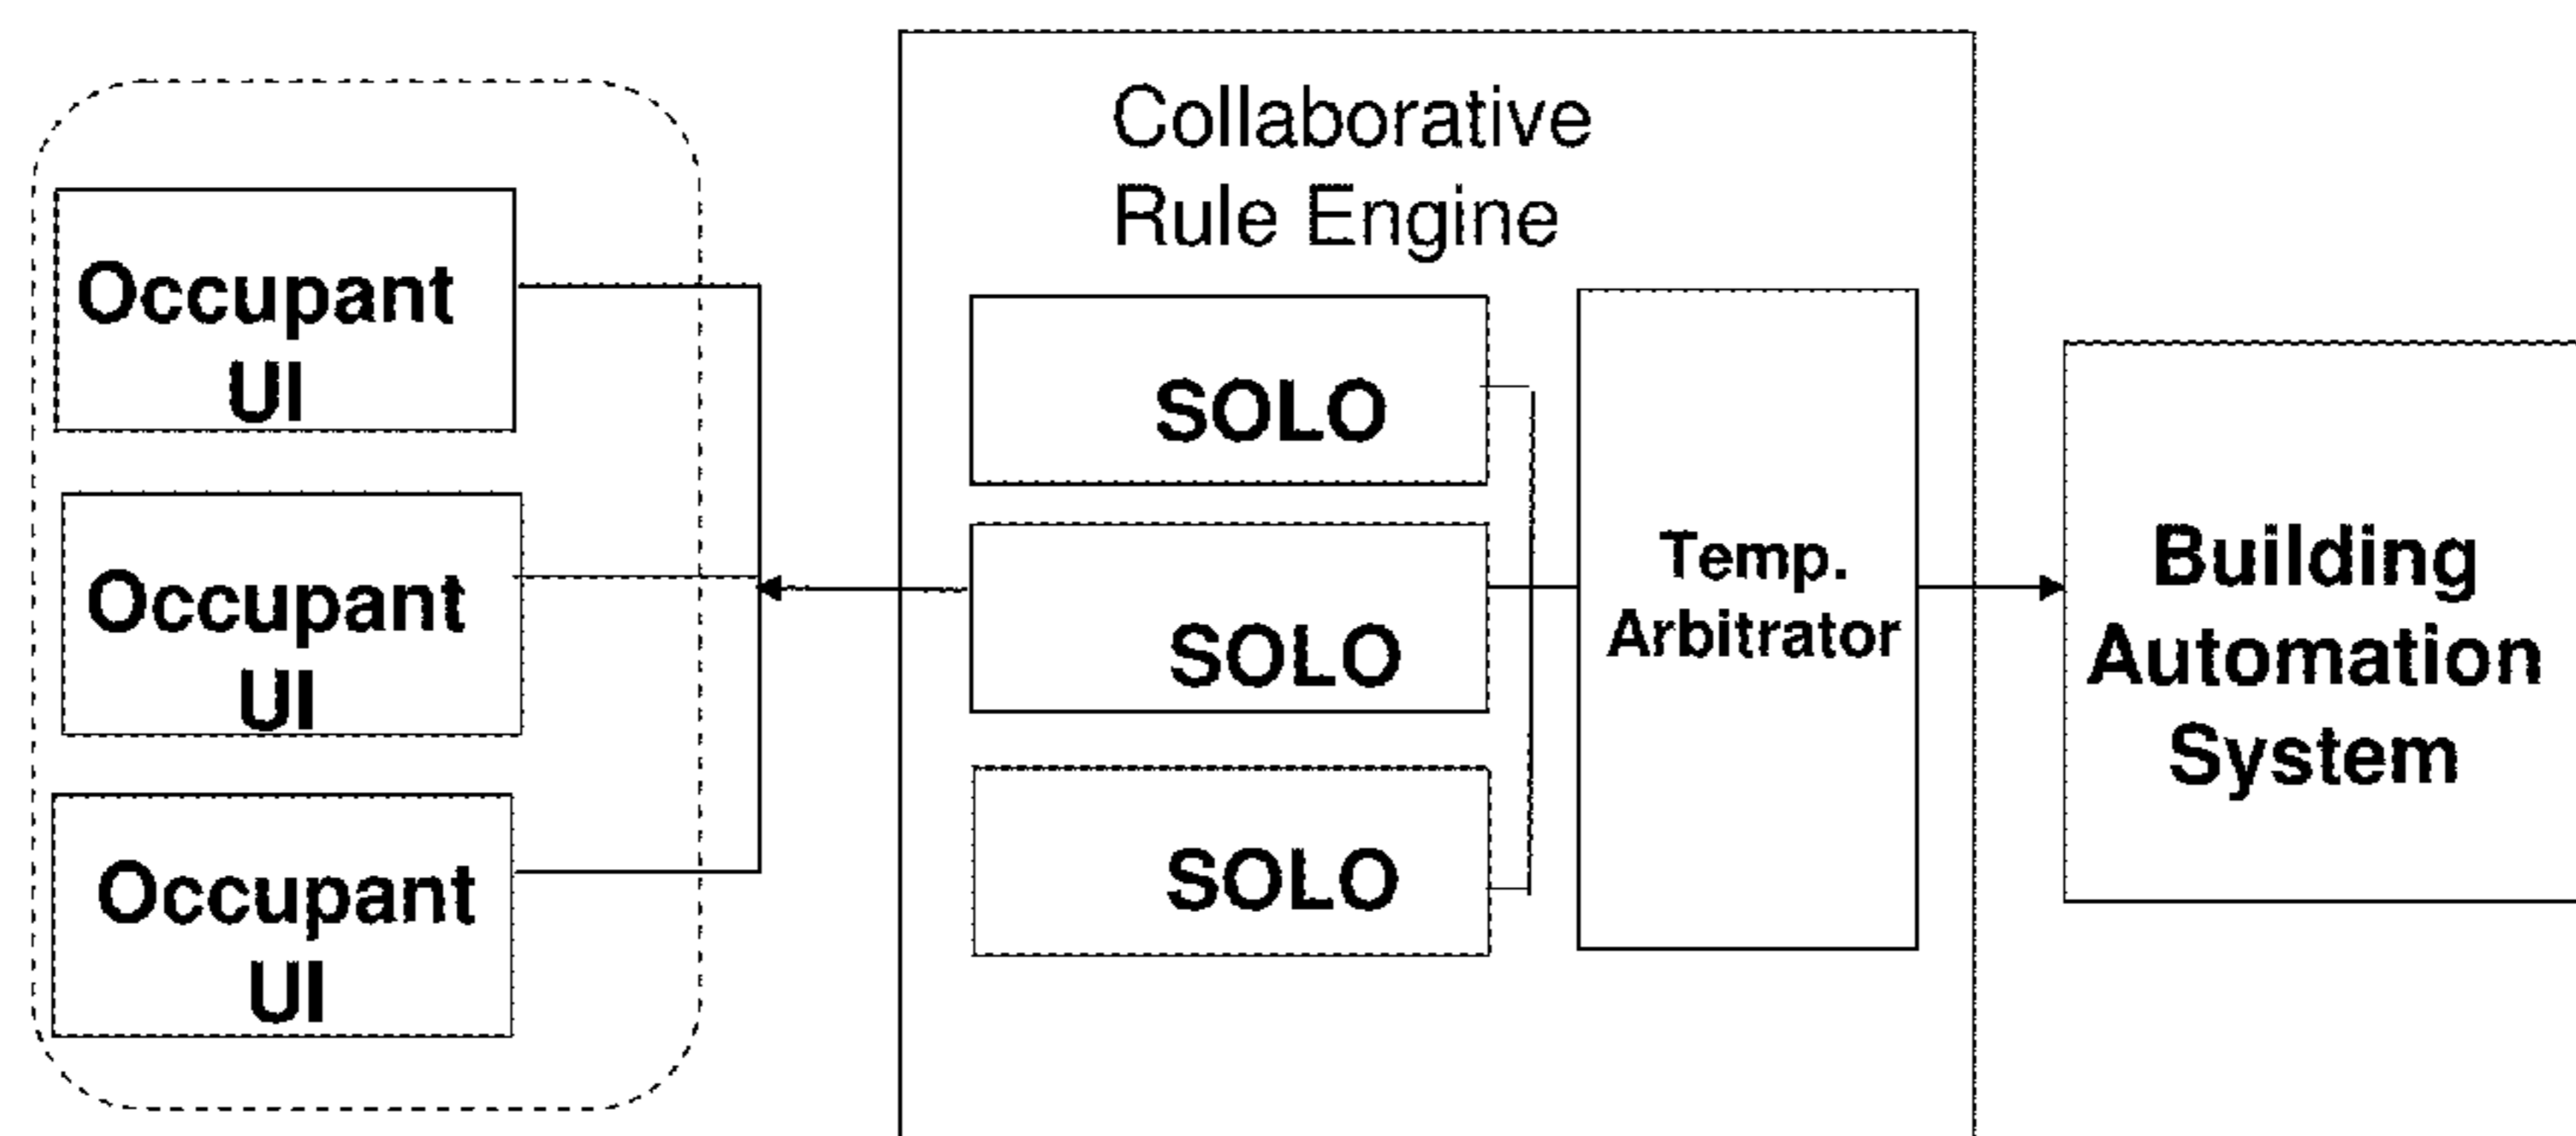 Occupant
UI
Occupant
UI
Occupant
UI
Collaborative
Rule Engine
SOLO
SOLO
SOLO
Temp.
Arbitrator
Building
Automation
System